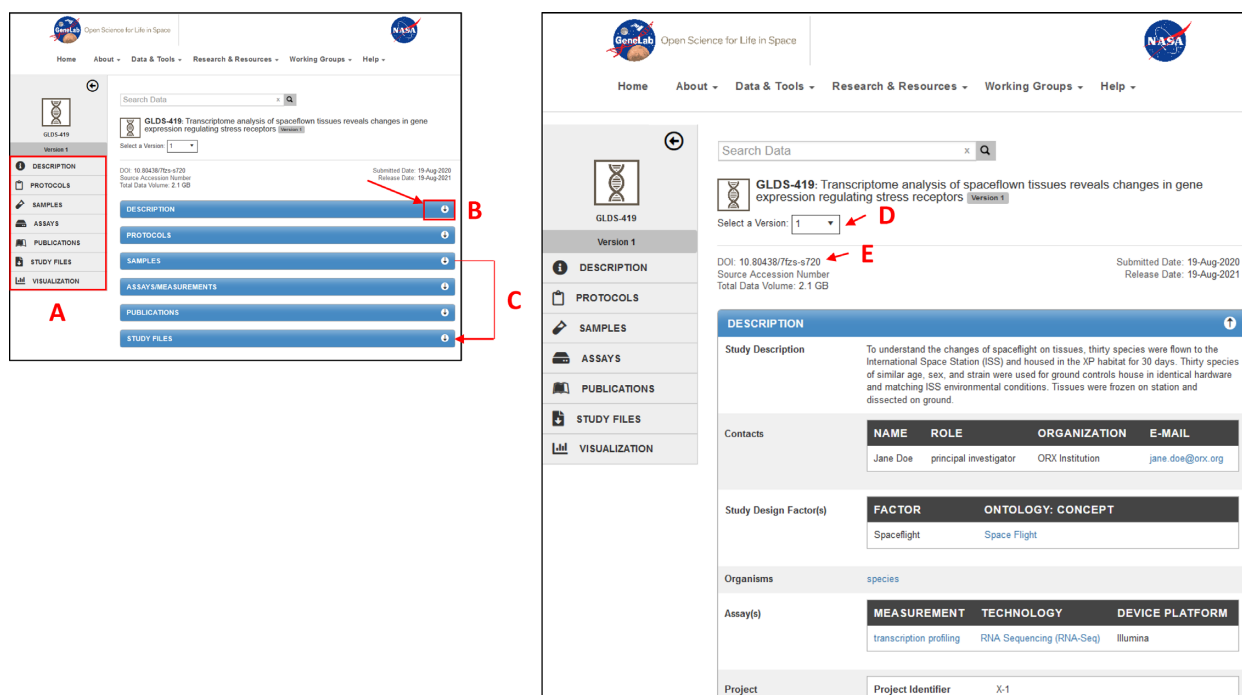 GeneLab
Open Science for Life in Space
NASA
Home About Data & Tools Research & Resources Working Groups Help
GLDS-419
Version 1
DESCRIPTION
PROTOCOLS
SAMPLES
ASSAYS
PUBLICATIONS
STUDY FILES
VISUALIZATION
A
Search Data x
GLDS-419: Transcriptome analysis of spaceflown tissues reveals changes in gene
expression regulating stress receptors Version 1
Select a Version: 1
DOI: 10.80438/7fzs-s720
Source Accession Number
Total Data Volume: 2.1 GB
Submitted Date: 19-Aug-2020
Release Date: 19-Aug-2021
DESCRIPTION
B
PROTOCOLS
SAMPLES
ASSAYS/MEASUREMENTS
C
PUBLICATIONS
STUDY FILES
GeneLab
Open Science for Life in Space
NASA
Home About Data & Tools Research & Resources Working Groups Help
GLDS-419
Version 1
DESCRIPTION
PROTOCOLS
SAMPLES
ASSAYS
PUBLICATIONS
STUDY FILES
VISUALIZATION
Search Data x
GLDS-419: Transcriptome analysis of spaceflown tissues reveals changes in gene
expression regulating stress receptors Version 1
Select a Version: 1
D
DOI: 10.80438/7fzs-s720
E
Source Accession Number
Total Data Volume: 2.1 GB
Submitted Date: 19-Aug-2020
Release Date: 19-Aug-2021
DESCRIPTION
Study Description
To understand the changes of spaceflight on tissues, thirty species were flown to the
International Space Station (ISS) and housed in the XP habitat for 30 days. Thirty species
of similar age, sex, and strain were used for ground controls house in identical hardware
and matching ISS environmental conditions. Tissues were frozen on station and
dissected on ground.
Contacts
NAME ROLE ORGANIZATION E-MAIL
Jane Doe principal investigator ORX Institution jane.doe@orx.org
Study Design Factor(s)
FACTOR ONTOLOGY: CONCEPT
Spaceflight Space Flight
Organisms
species
Assay(s)
MEASUREMENT TECHNOLOGY DEVICE PLATFORM
transcription profiling RNA Sequencing (RNA-Seq) Illumina
Project
Project Identifier X-1